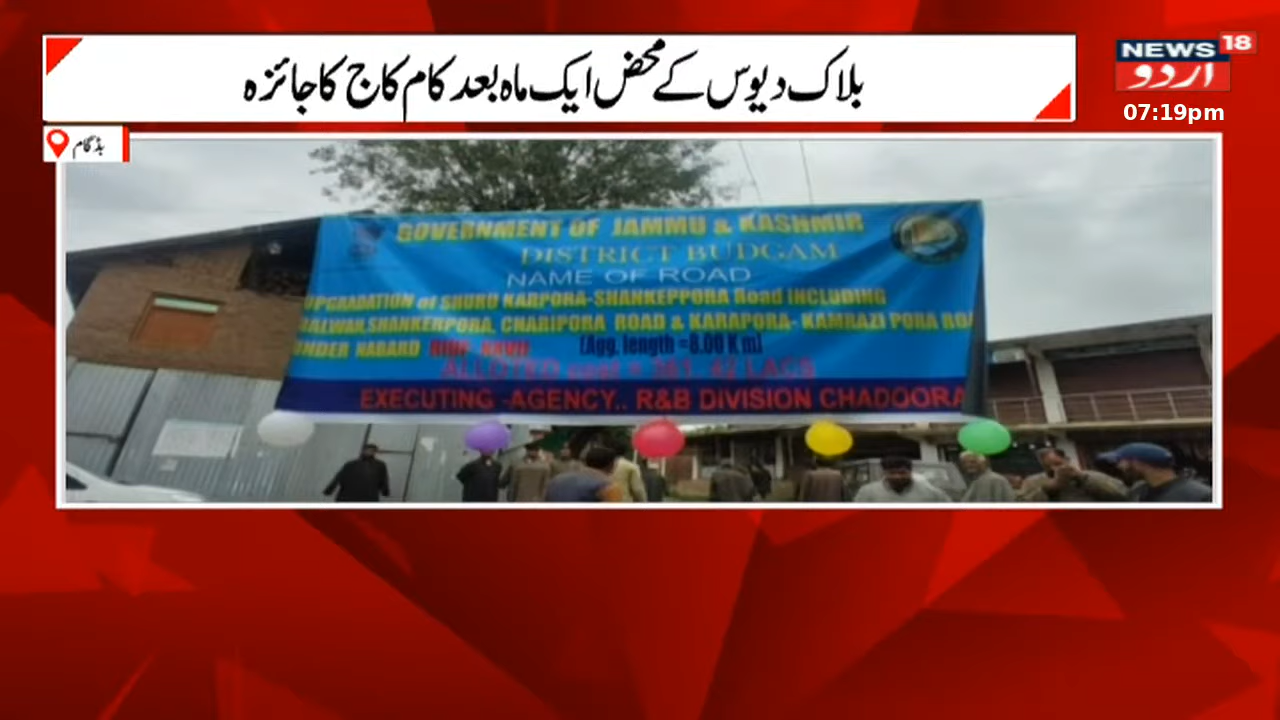 بلاک دیوس کے محض ایک ماہ بعد کام کاج کا جائزہ
NEWS 18
اردو
07:19pm
بڈگام
GOVERNMENT OF JAMMU & KASHMIR
DISTRICT BUDGAM
NAME OF ROAD
UPGRADATION of SHURU KARPORA-SHANKEPPORA Road INCLUDING
SHANKERPORA, CHARIPORA ROAD & KARAPORA- KAMRAZI PORA
UNDER NABARD
(Agg. length =8.00 K m)
ALLOTED cost = LACS
EXECUTING -AGENCY.. R&B DIVISION CHADOORA